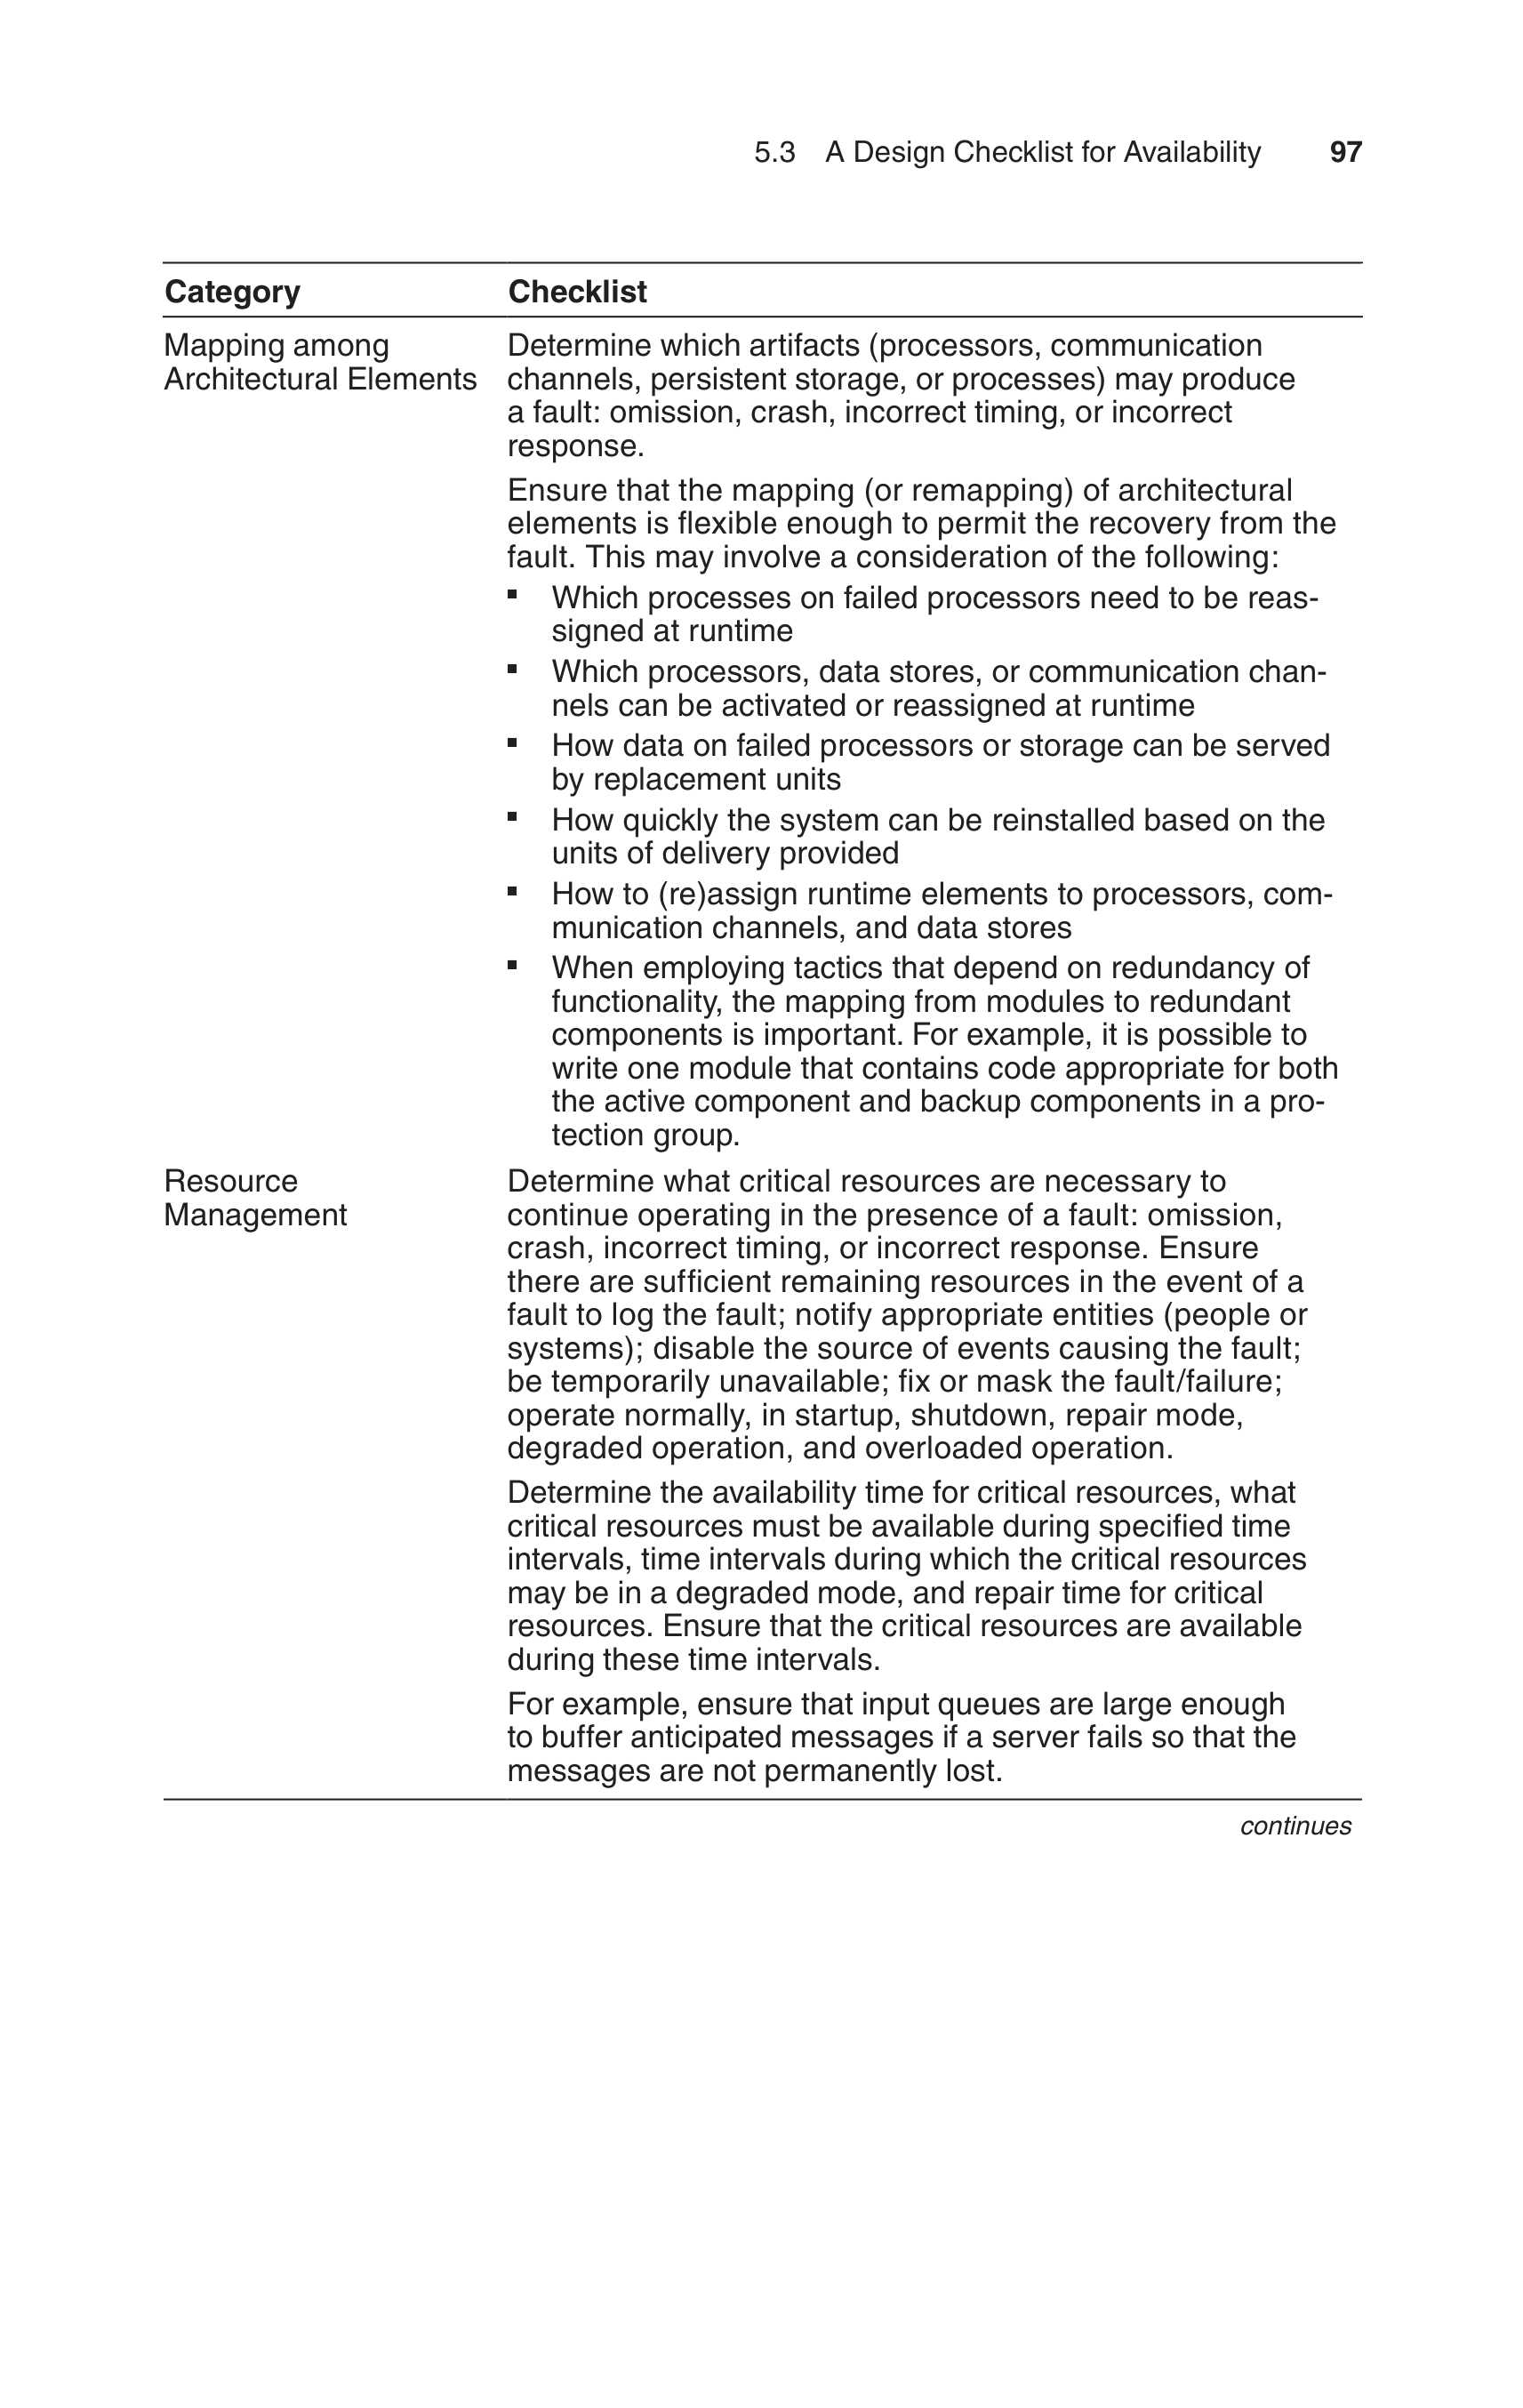 5.3 A Design Checklist for Availability 97
Category Checklist
Mapping among
Architectural Elements
Determine which artifacts (processors, communication
channels, persistent storage, or processes) may produce
a fault: omission, crash, incorrect timing, or incorrect
response.
Ensure that the mapping (or remapping) of architectural
elements is flexible enough to permit the recovery from the
fault. This may involve a consideration of the following:
▪ Which processes on failed processors need to be reas-
signed at runtime
▪ Which processors, data stores, or communication chan-
nels can be activated or reassigned at runtime
▪ How data on failed processors or storage can be served
by replacement units
▪ How quickly the system can be reinstalled based on the
units of delivery provided
▪ How to (re)assign runtime elements to processors, com-
munication channels, and data stores
▪ When employing tactics that depend on redundancy of
functionality, the mapping from modules to redundant
components is important. For example, it is possible to
write one module that contains code appropriate for both
the active component and backup components in a pro-
tection group.
Resource
Management
Determine what critical resources are necessary to
continue operating in the presence of a fault: omission,
crash, incorrect timing, or incorrect response. Ensure
there are sufficient remaining resources in the event of a
fault to log the fault; notify appropriate entities (people or
systems); disable the source of events causing the fault;
be temporarily unavailable; fix or mask the fault/failure;
operate normally, in startup, shutdown, repair mode,
degraded operation, and overloaded operation.
Determine the availability time for critical resources, what
critical resources must be available during specified time
intervals, time intervals during which the critical resources
may be in a degraded mode, and repair time for critical
resources. Ensure that the critical resources are available
during these time intervals.
For example, ensure that input queues are large enough
to buffer anticipated messages if a server fails so that the
messages are not permanently lost.
continues